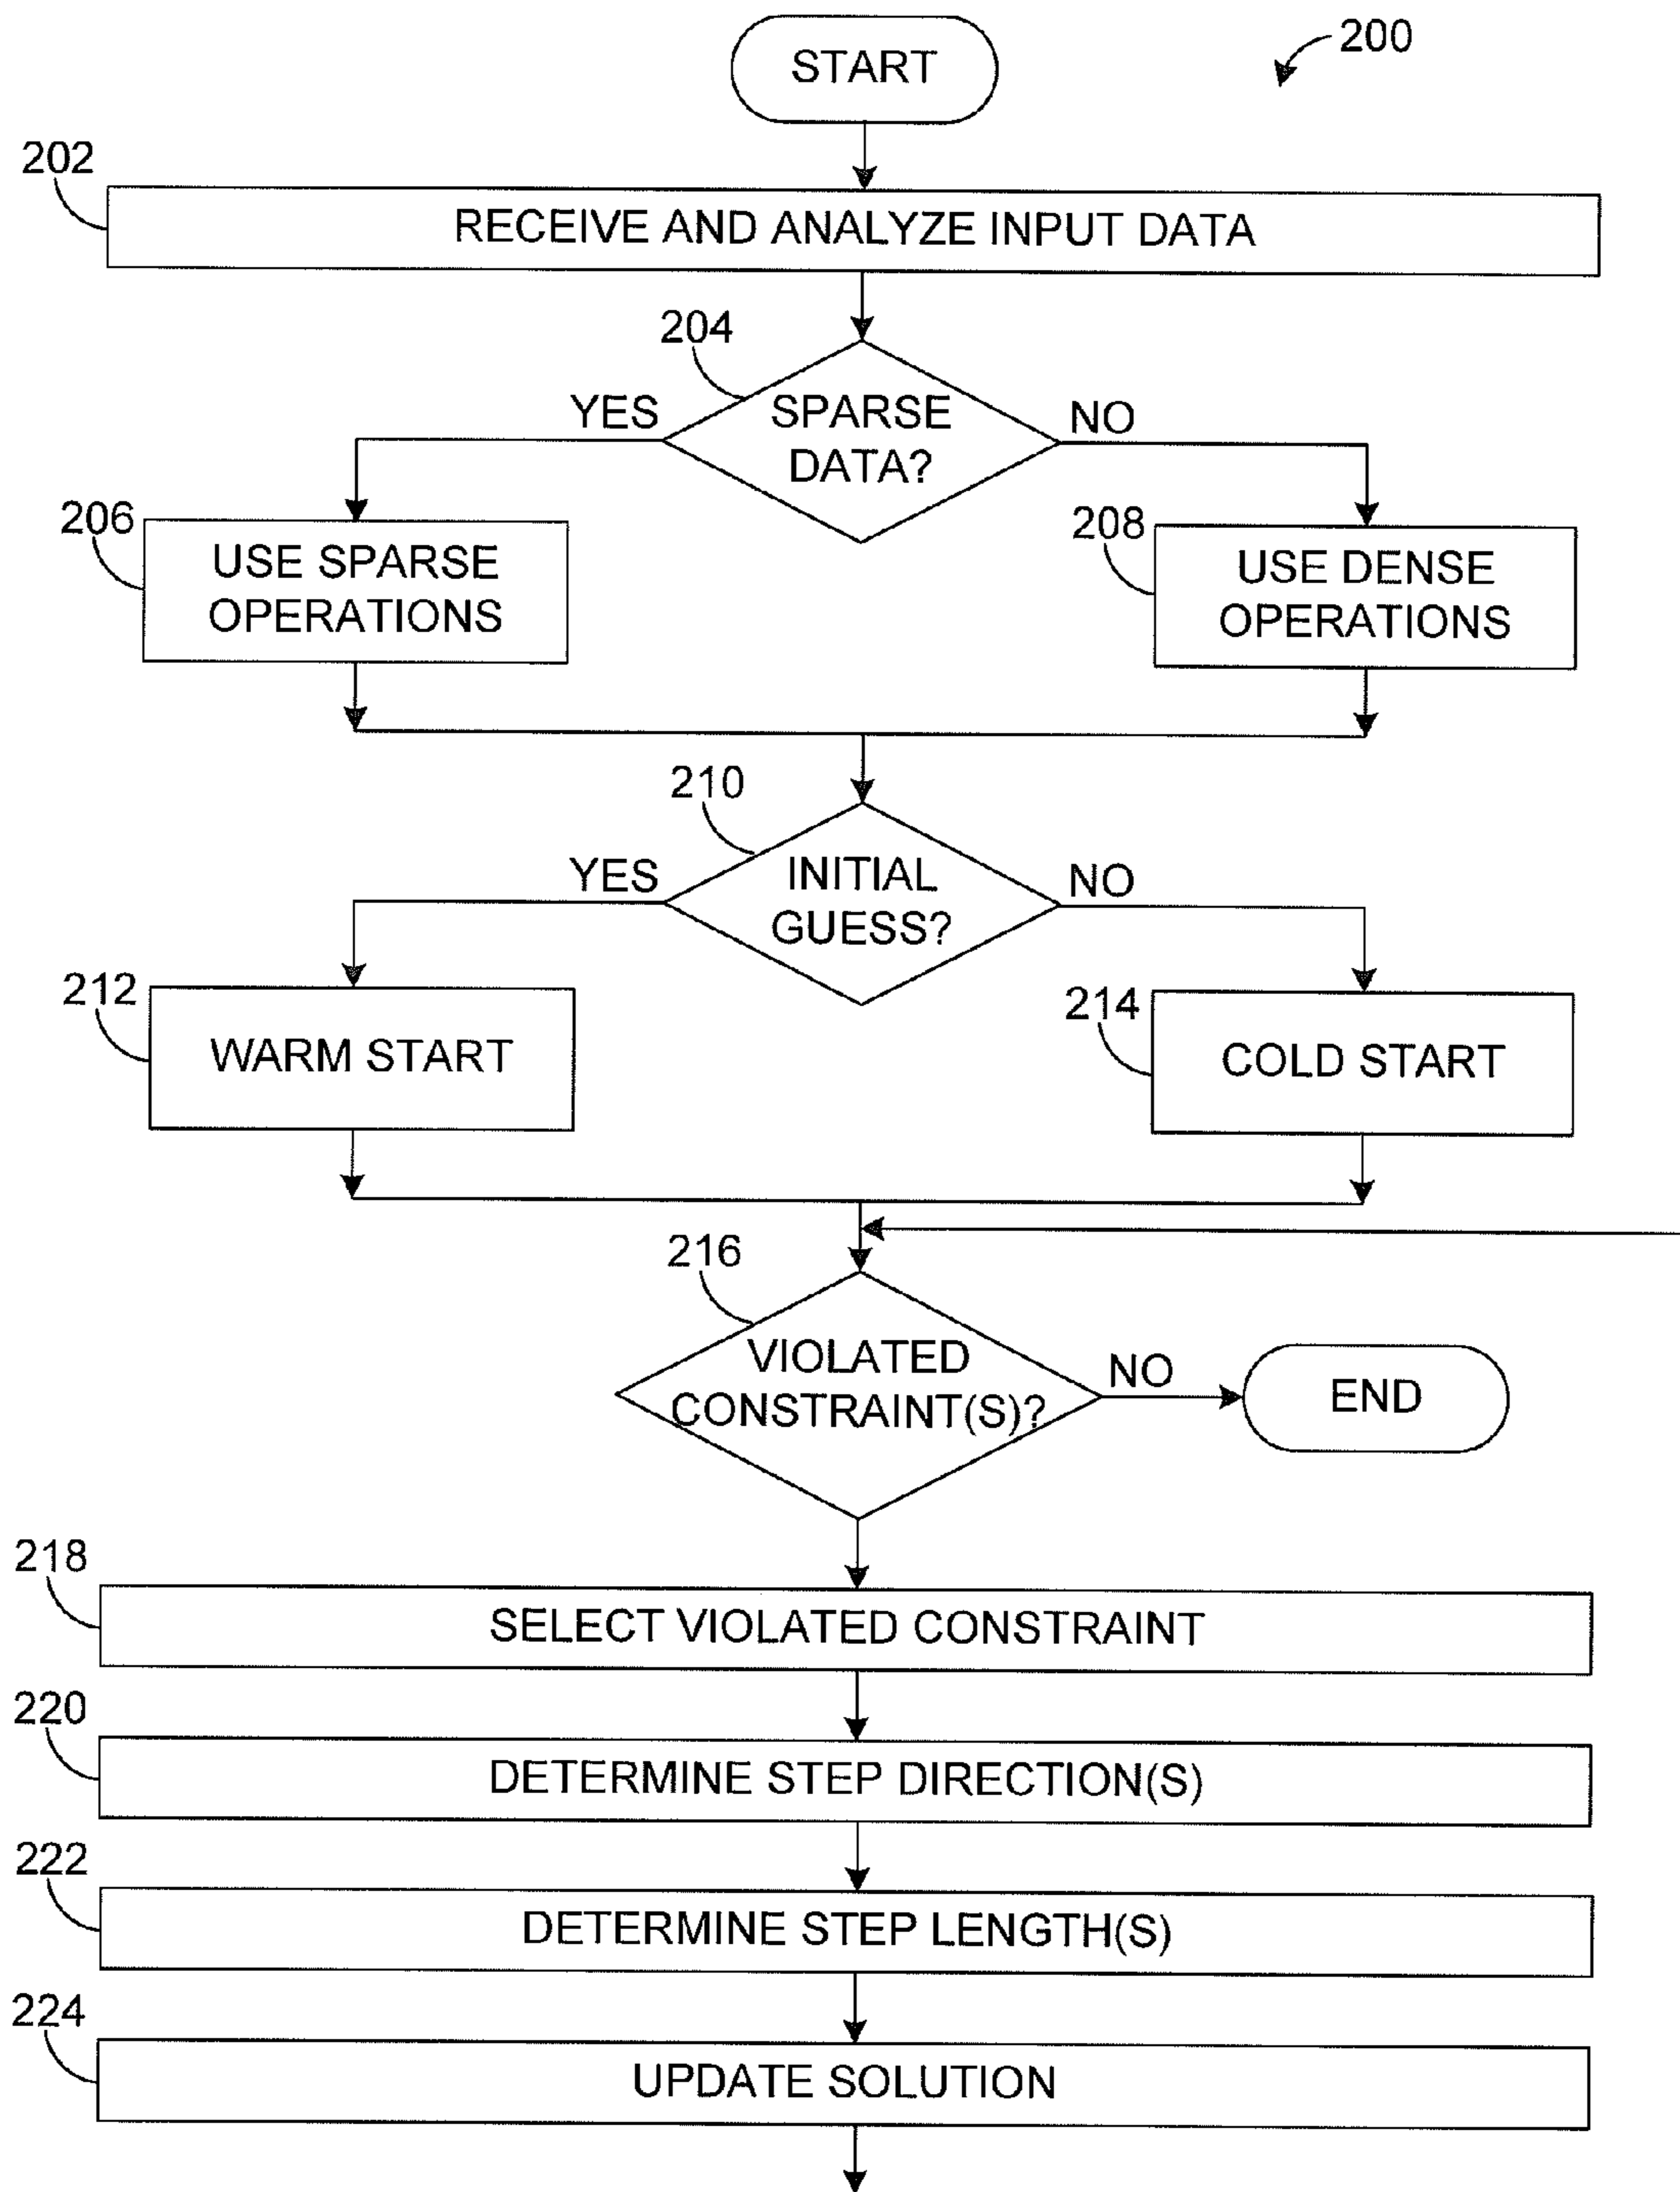 START
200
202
RECEIVE AND ANALYZE INPUT DATA
204
YES
SPARSE
DATA?
NO
206
USE SPARSE
OPERATIONS
208
USE DENSE
OPERATIONS
210
YES
INITIAL
GUESS?
NO
212
WARM START
214
COLD START
216
VIOLATED
CONSTRAINT(S)?
NO
END
218
SELECT VIOLATED CONSTRAINT
220
DETERMINE STEP DIRECTION(S)
222
DETERMINE STEP LENGTH(S)
224
UPDATE SOLUTION